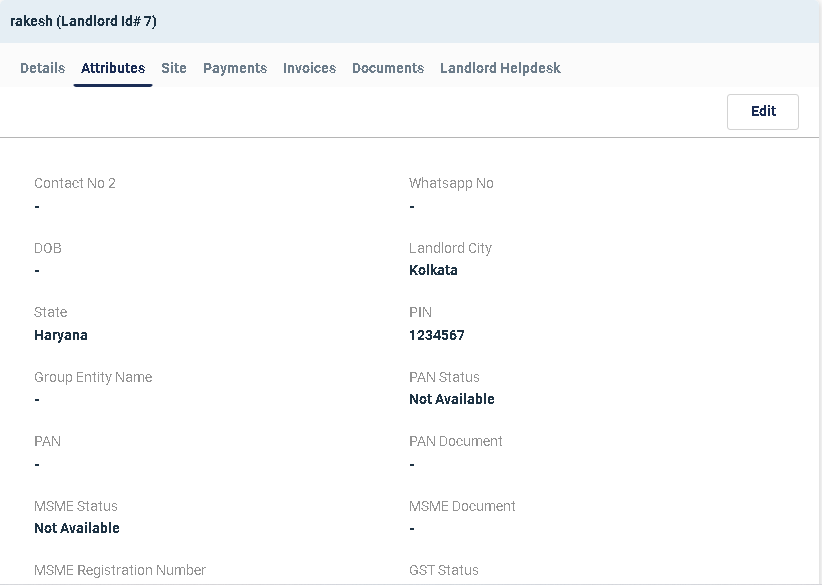 rakesh (Landlord Id# 7)
Details Attributes Site Payments Invoices Documents Landlord Helpdesk
Edit
Contact No 2 Whatsapp No
- -
DOB Landlord City
- Kolkata
State PIN
Haryana 1234567
Group Entity Name PAN Status
- Not Available
PAN PAN Document
- -
MSME Status MSME Document
Not Available -
MSME Registration Number GST Status